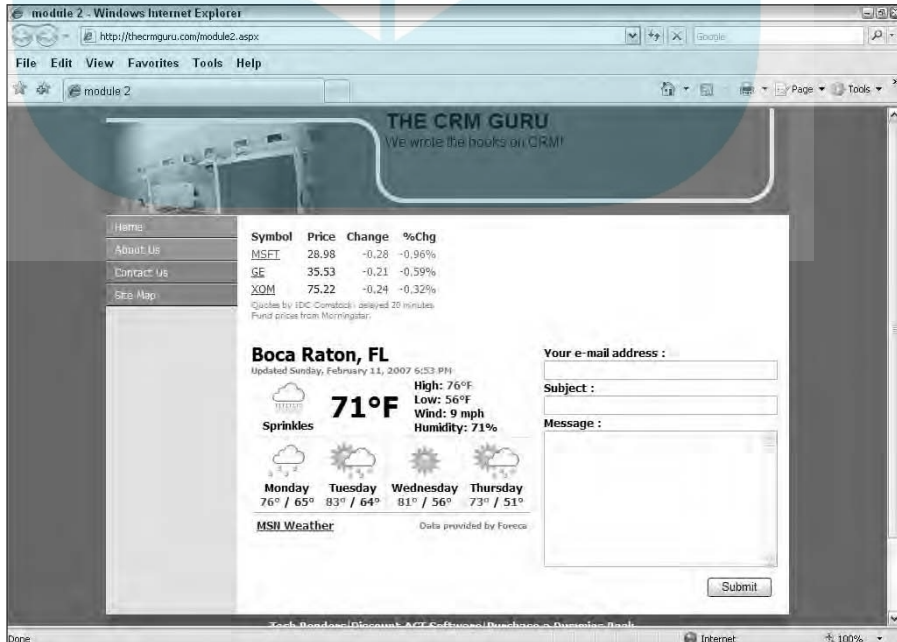 module 2 - Windows Internet Explorer
http://thecrmguru.com/module2.aspx
Google
File Edit View Favorites Tools Help
module 2
Page Tools
THE CRM GURU
We wrote the books on CRM!
Home
About Us
Contact Us
Site Map
Symbol Price Change %Chg
MSFT 28.98 -0.28 -0.96%
GE 35.53 -0.21 -0.59%
XOM 75.22 -0.24 -0.32%
Quotes by IDC Comstock: delayed 20 minutes
Fund prices from Morningstar.
Boca Raton, FL
Updated Sunday, February 11, 2007 6:53 PM
71°F
Sprinkles
High: 76°F
Low: 56°F
Wind: 9 mph
Humidity: 71%
Monday Tuesday Wednesday Thursday
76° / 65° 83° / 64° 81° / 56° 73° / 51°
MSN Weather Data provided by Foreca
Your e-mail address :
Subject :
Message :
Submit
Discount ACT Software|Purchase a Dummies Book
Done Internet 100%